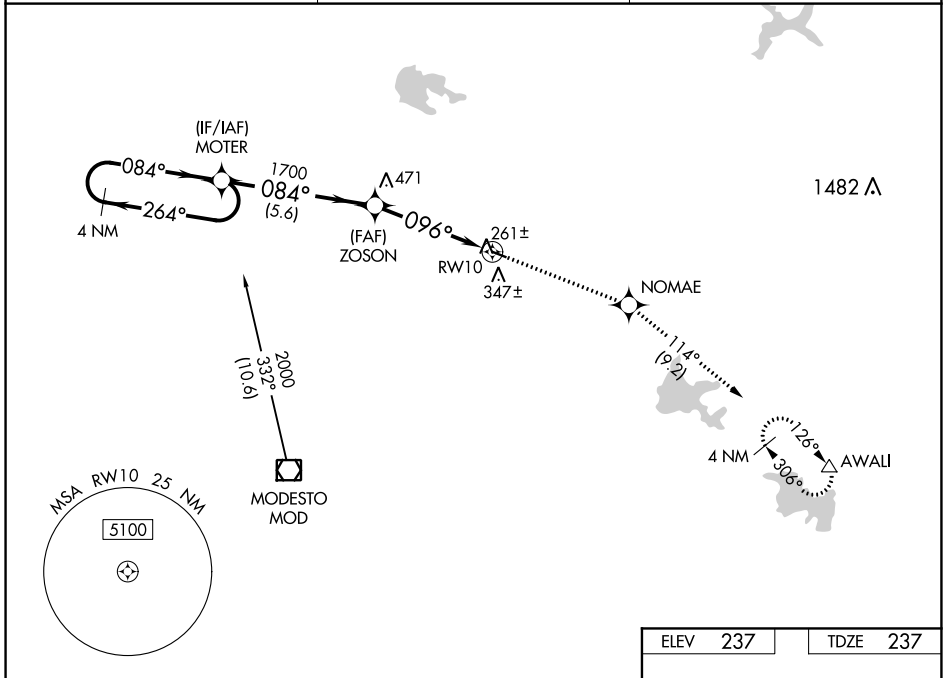 (IF/IAF)
MOTER
084°
264°
4 NM
1700
084°
(5.6)
471
(FAF)
ZOSON
096°
261±
RW10
347±
1482
NOMAE
114°
(9.2)
2000
332°
(10.6)
MODESTO
MOD
4 NM
126°
306°
AWALI
MSA RW10 25 NM
5100
ELEV 237
TDZE 237